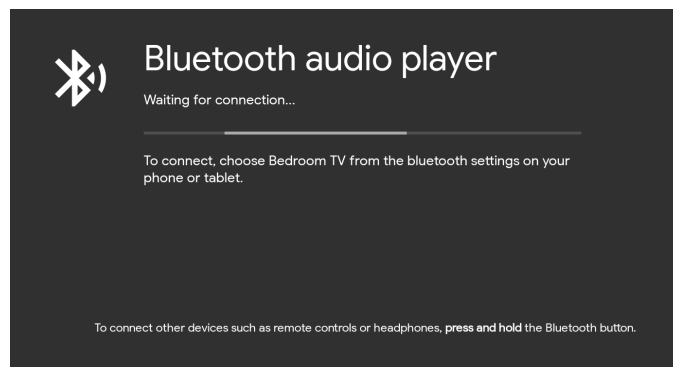 Bluetooth audio player
Waiting for connection...
To connect, choose Bedroom TV from the bluetooth settings on your
phone or tablet.
To connect other devices such as remote controls or headphones, press and hold the Bluetooth button.